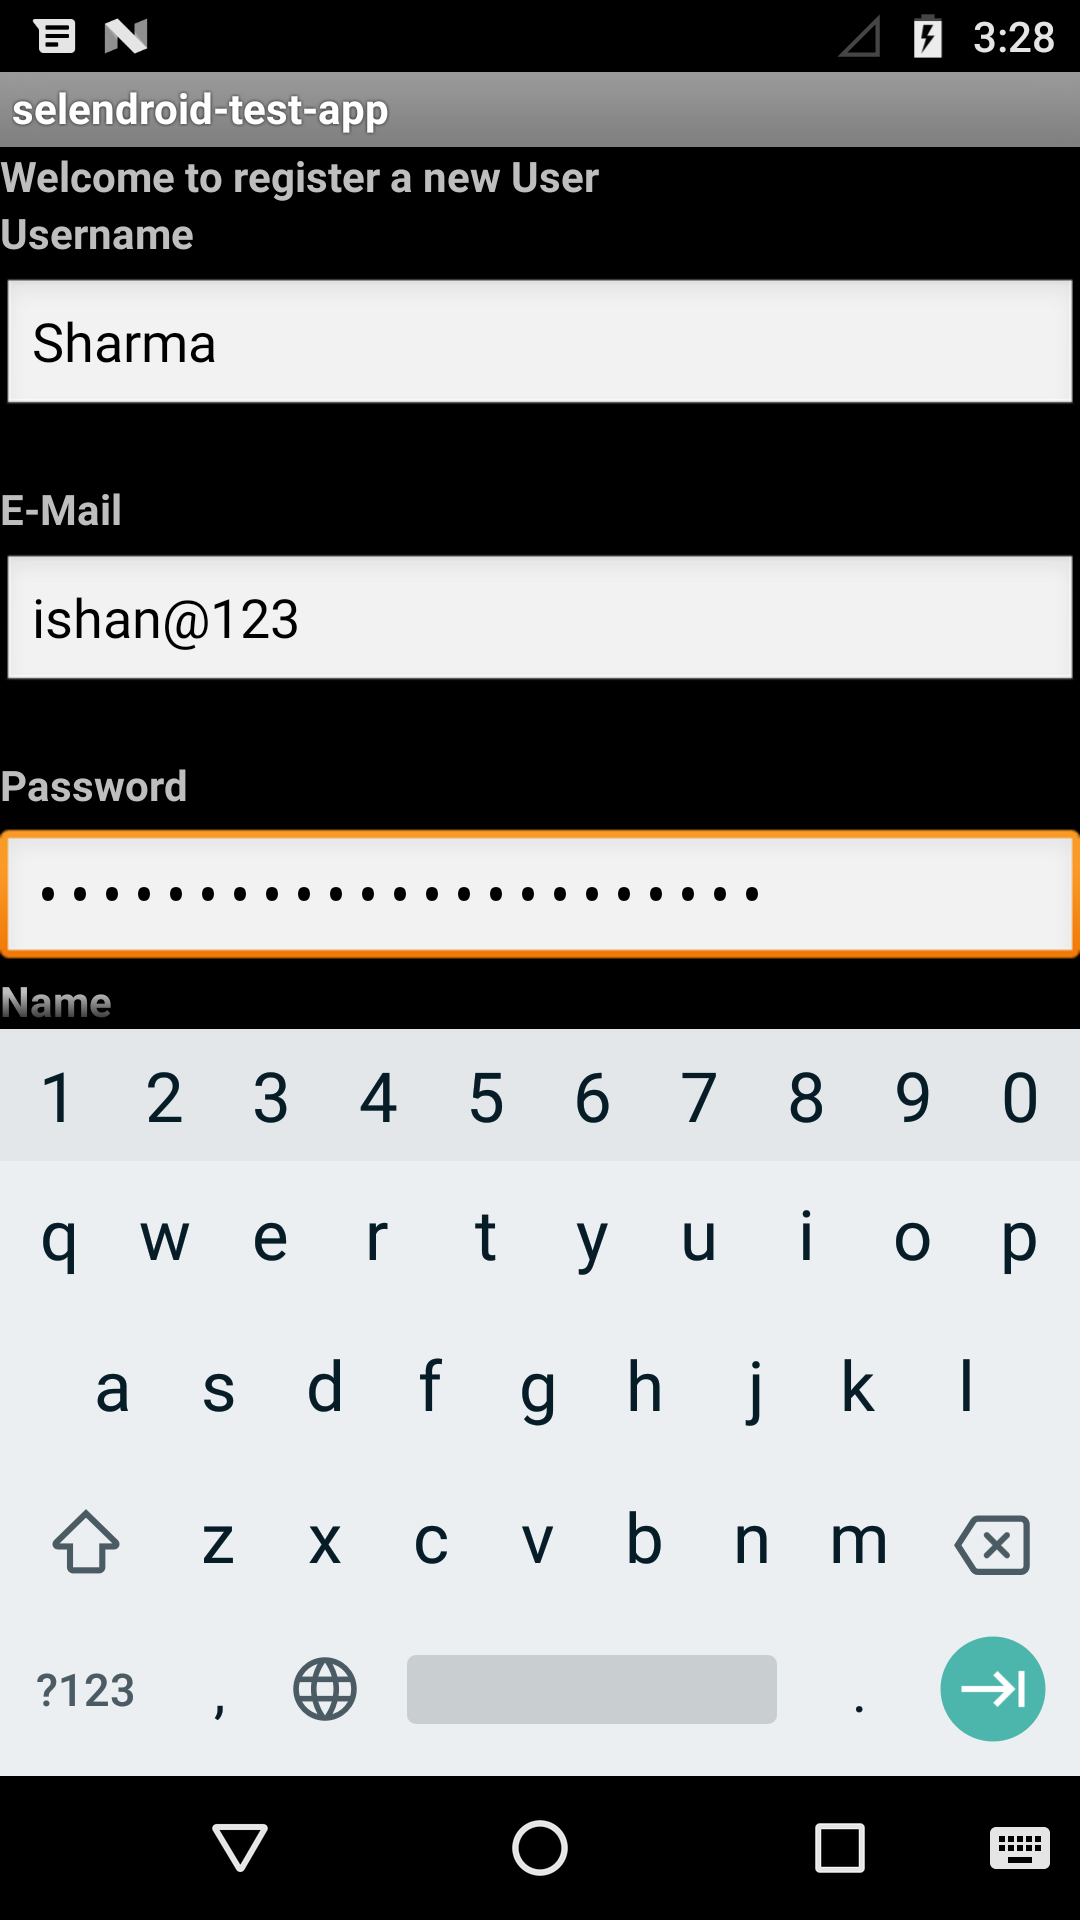 3:28
selendroid-test-app
Welcome to register a new User
Username
Sharma
E-Mail
ishan@123
Password
•••••••••••••••••••••••
Name
1 2 3 4 5 6 7 8 9 0
q w e r t y u i o p
a s d f g h j k l
z x c v b n m
?123 , .